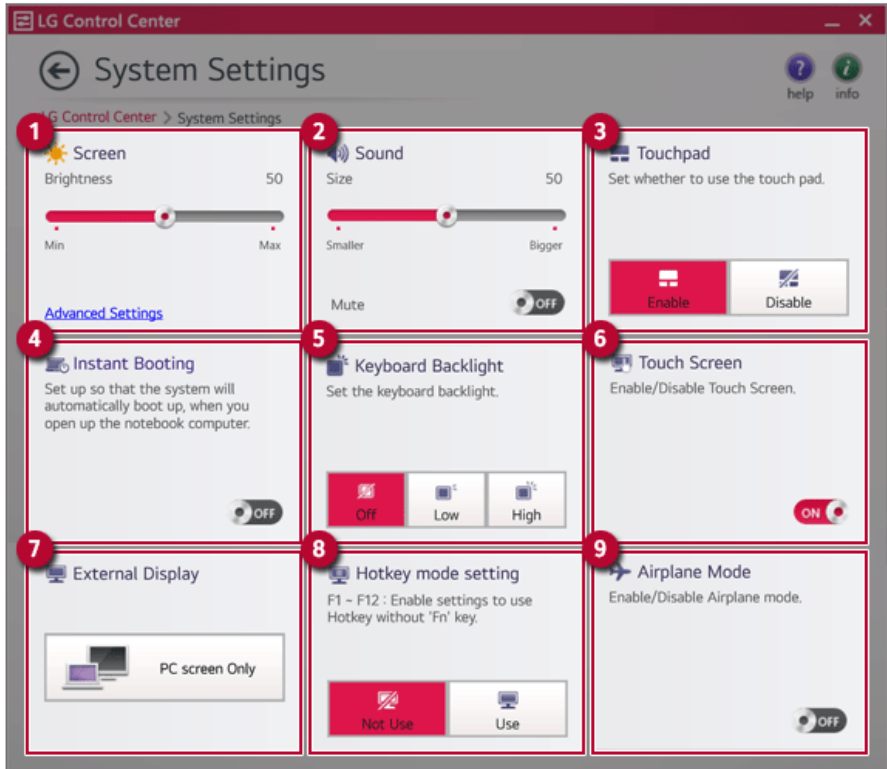 LG Control Center
System Settings
help
info
LG Control Center > System Settings
1
Screen
Brightness 50
Min Max
Advanced Settings
2
Sound
Size 50
Smaller Bigger
Mute OFF
3
Touchpad
Set whether to use the touch pad.
Enable Disable
4
Instant Booting
Set up so that the system will
automatically boot up, when you
open up the notebook computer.
OFF
5
Keyboard Backlight
Set the keyboard backlight.
Off Low High
6
Touch Screen
Enable/Disable Touch Screen.
ON
7
External Display
PC screen Only
8
Hotkey mode setting
F1 ~ F12 : Enable settings to use
Hotkey without 'Fn' key.
Not Use Use
9
Airplane Mode
Enable/Disable Airplane mode.
OFF